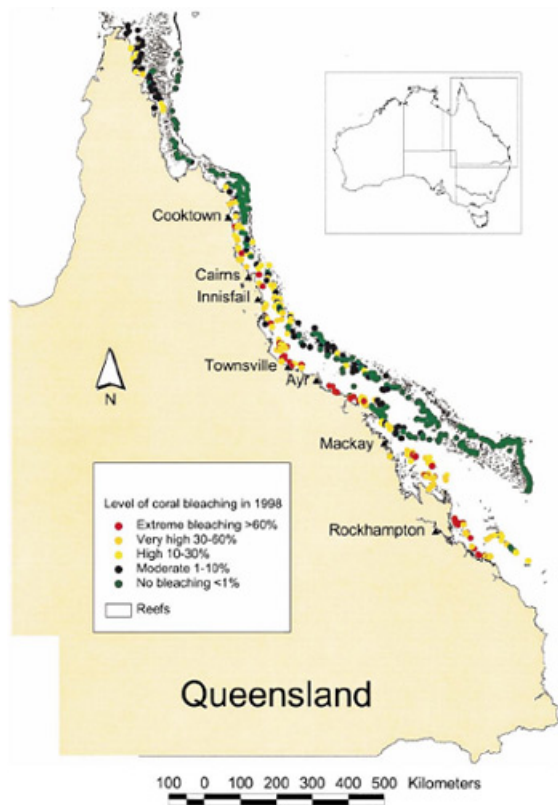 Cooktown
Cairns
Innisfail
Townsville
Ayr
N
Mackay
Level of coral bleaching in 1998
Extreme bleaching >60%
Very high 30-60%
High 10-30%
Moderate 1-10%
No bleaching <1%
Reefs
Rockhampton
Queensland
100 0 100 200 300 400 500 Kilometers